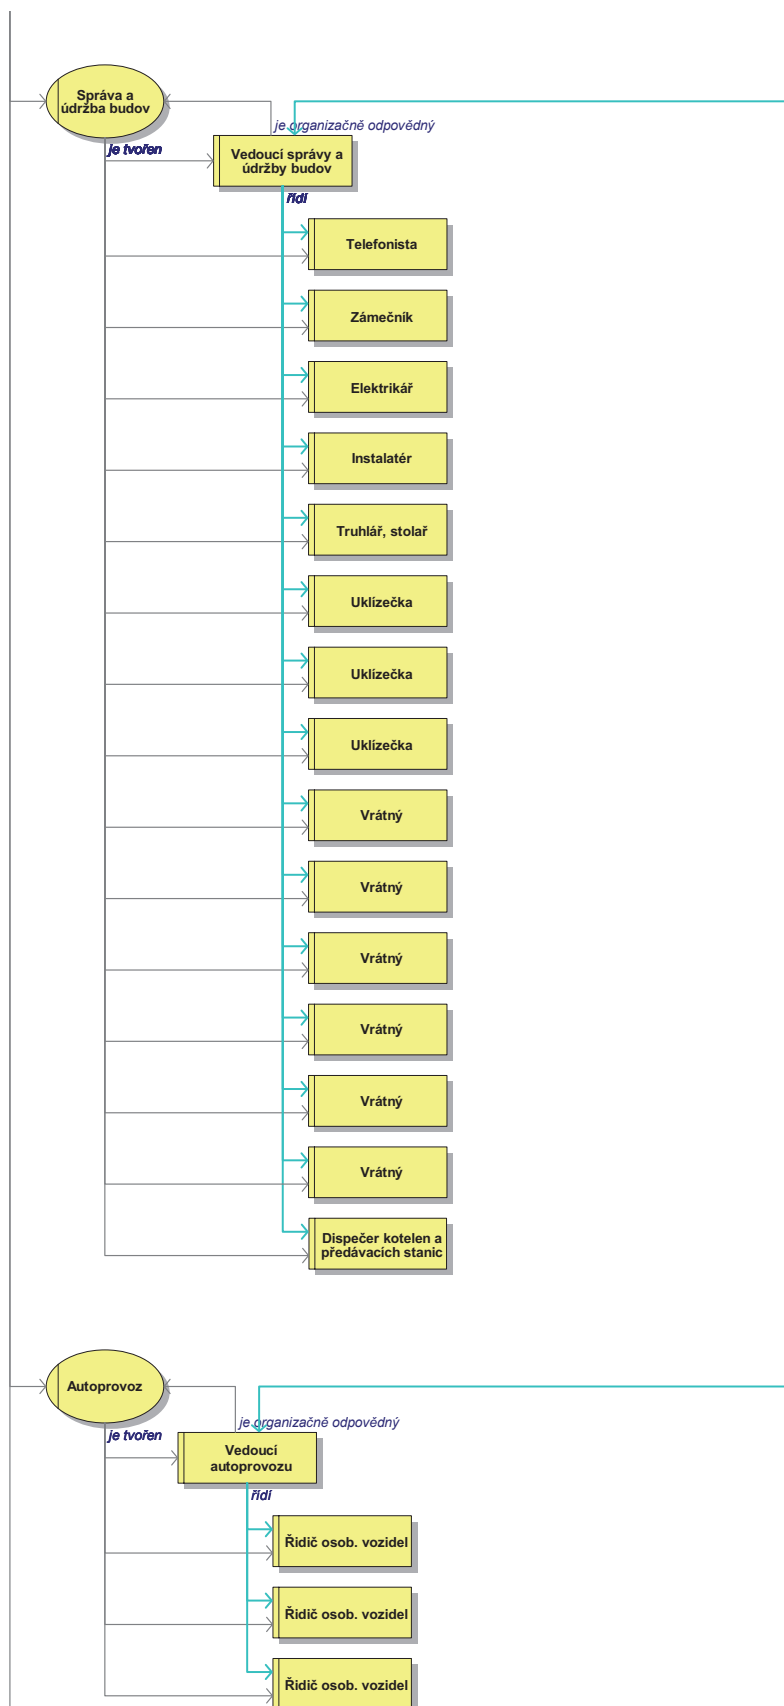 Správa a
údržba budov
je organizačně odpovědný
je tvořen
Vedoucí správy a
údržby budov
řídí
Telefonista
Zámečník
Elektrikář
Instalatér
Truhlář, stolař
Uklízečka
Uklízečka
Uklízečka
Vrátný
Vrátný
Vrátný
Vrátný
Vrátný
Vrátný
Dispečer kotelen a
předávacích stanic
Autoprovoz
je organizačně odpovědný
je tvořen
Vedoucí
autoprovozu
řídí
Řidič osob. vozidel
Řidič osob. vozidel
Řidič osob. vozidel